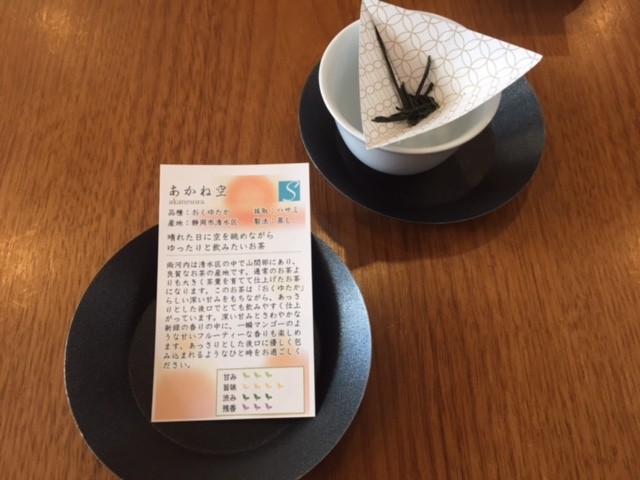 あかね空
akanesora
S
品種：おくゆたか　採取：ハサミ
産地：静岡市清水区　製法：蒸し
晴れた日に空を眺めながら
ゆったりと飲みたいお茶
両河内は清水区の中で山間部にあり、
良質なお茶の産地です。通常のお茶よ
りも大きく茶葉を育てて仕上げたお茶
になります。このお茶は「おくゆたか」
らしい深い甘みをもちながら、あっさ
りとした後口でとても飲みやすく仕上
がっています。深い甘みとさわやかな
新緑の香りの中に、一瞬マンゴーのよ
うな甘いフルーティーな香りも楽しめ
ます。あっさりとした後口に優しく包
み込まれるようなひと時をお過ごしく
ださい。
甘み
旨味
渋み
残香